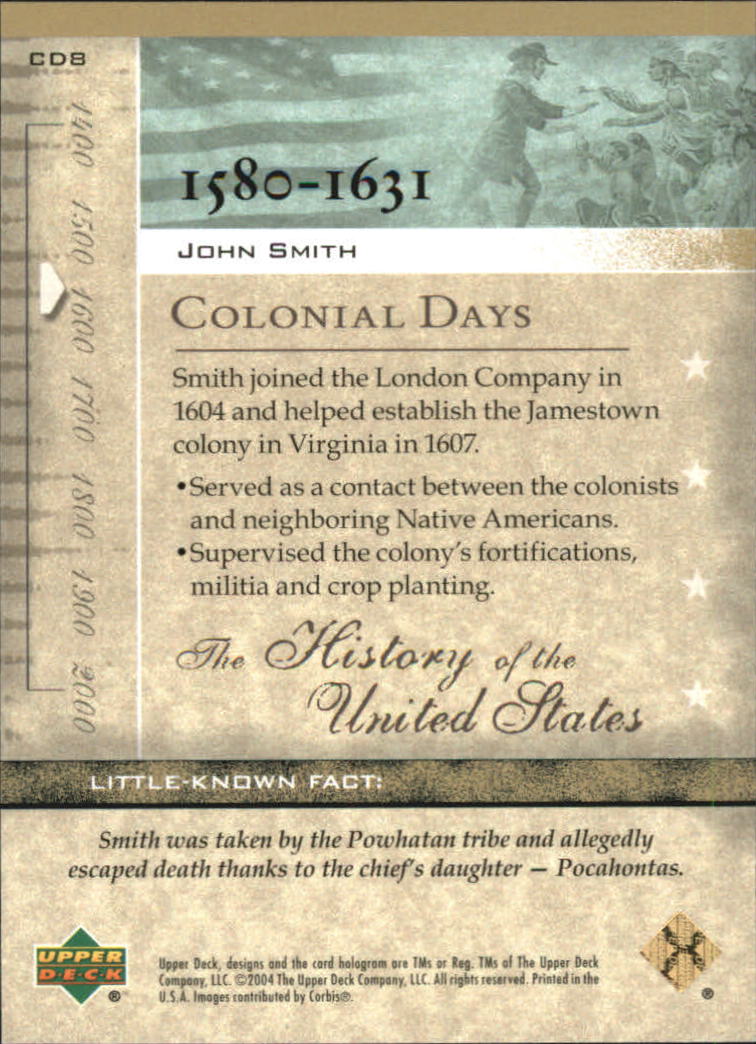 CD8
1400 1500 1600 1700 1800 1900 2000
1580–1631
JOHN SMITH
COLONIAL DAYS
Smith joined the London Company in
1604 and helped establish the Jamestown
colony in Virginia in 1607.
•Served as a contact between the colonists
and neighboring Native Americans.
•Supervised the colony's fortifications,
militia and crop planting.
The History of the
United States
LITTLE-KNOWN FACT:
Smith was taken by the Powhatan tribe and allegedly
escaped death thanks to the chief's daughter — Pocahontas.
UPPER
D·E·C·K
®
Upper Deck, designs and the card hologram are TMs or Reg. TMs of The Upper Deck
Company, LLC. ©2004 The Upper Deck Company, LLC. All rights reserved. Printed in the
U.S.A. Images contributed by Corbis®.
®